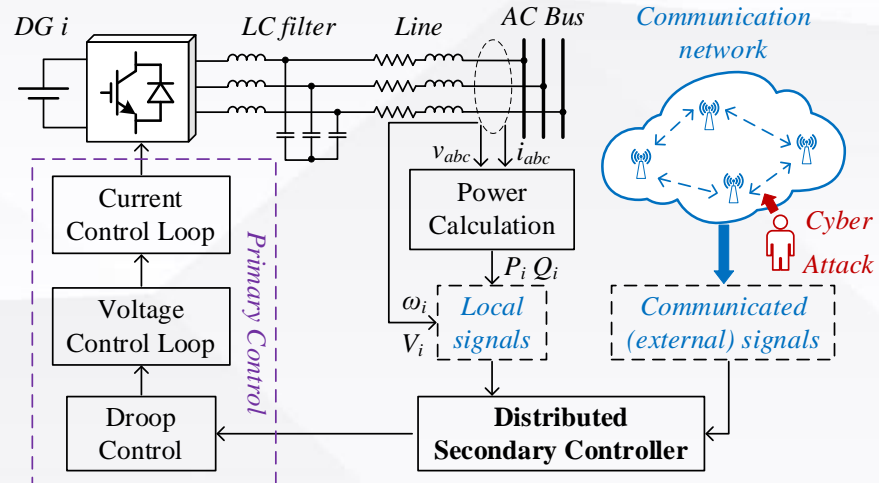 DG i
LC filter
Line
AC Bus
Communication
network
v_abc
i_abc
Current
Control Loop
Power
Calculation
Cyber
Attack
Primary Control
P_i Q_i
ω_i
V_i
Voltage
Control Loop
Local
signals
Communicated
(external) signals
Droop
Control
Distributed
Secondary Controller